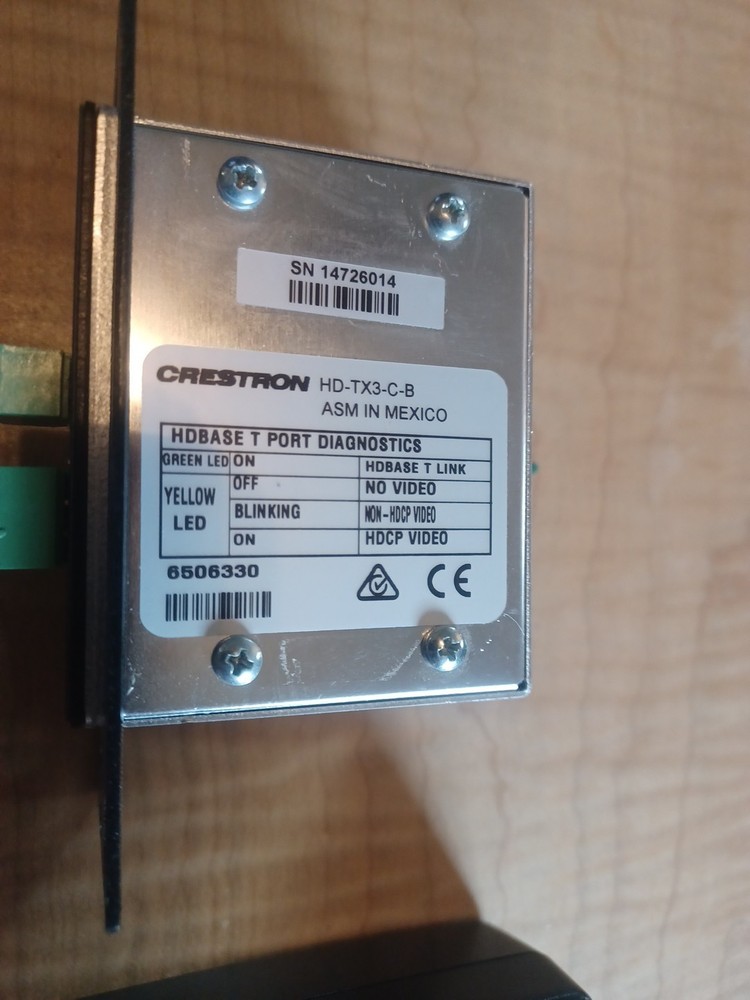 SN 14726014
CRESTRON HD-TX3-C-B
ASM IN MEXICO
HDBASE T PORT DIAGNOSTICS
GREEN LED ON HDBASE T LINK
YELLOW LED OFF NO VIDEO
BLINKING NON-HDCP VIDEO
ON HDCP VIDEO
6506330
CE